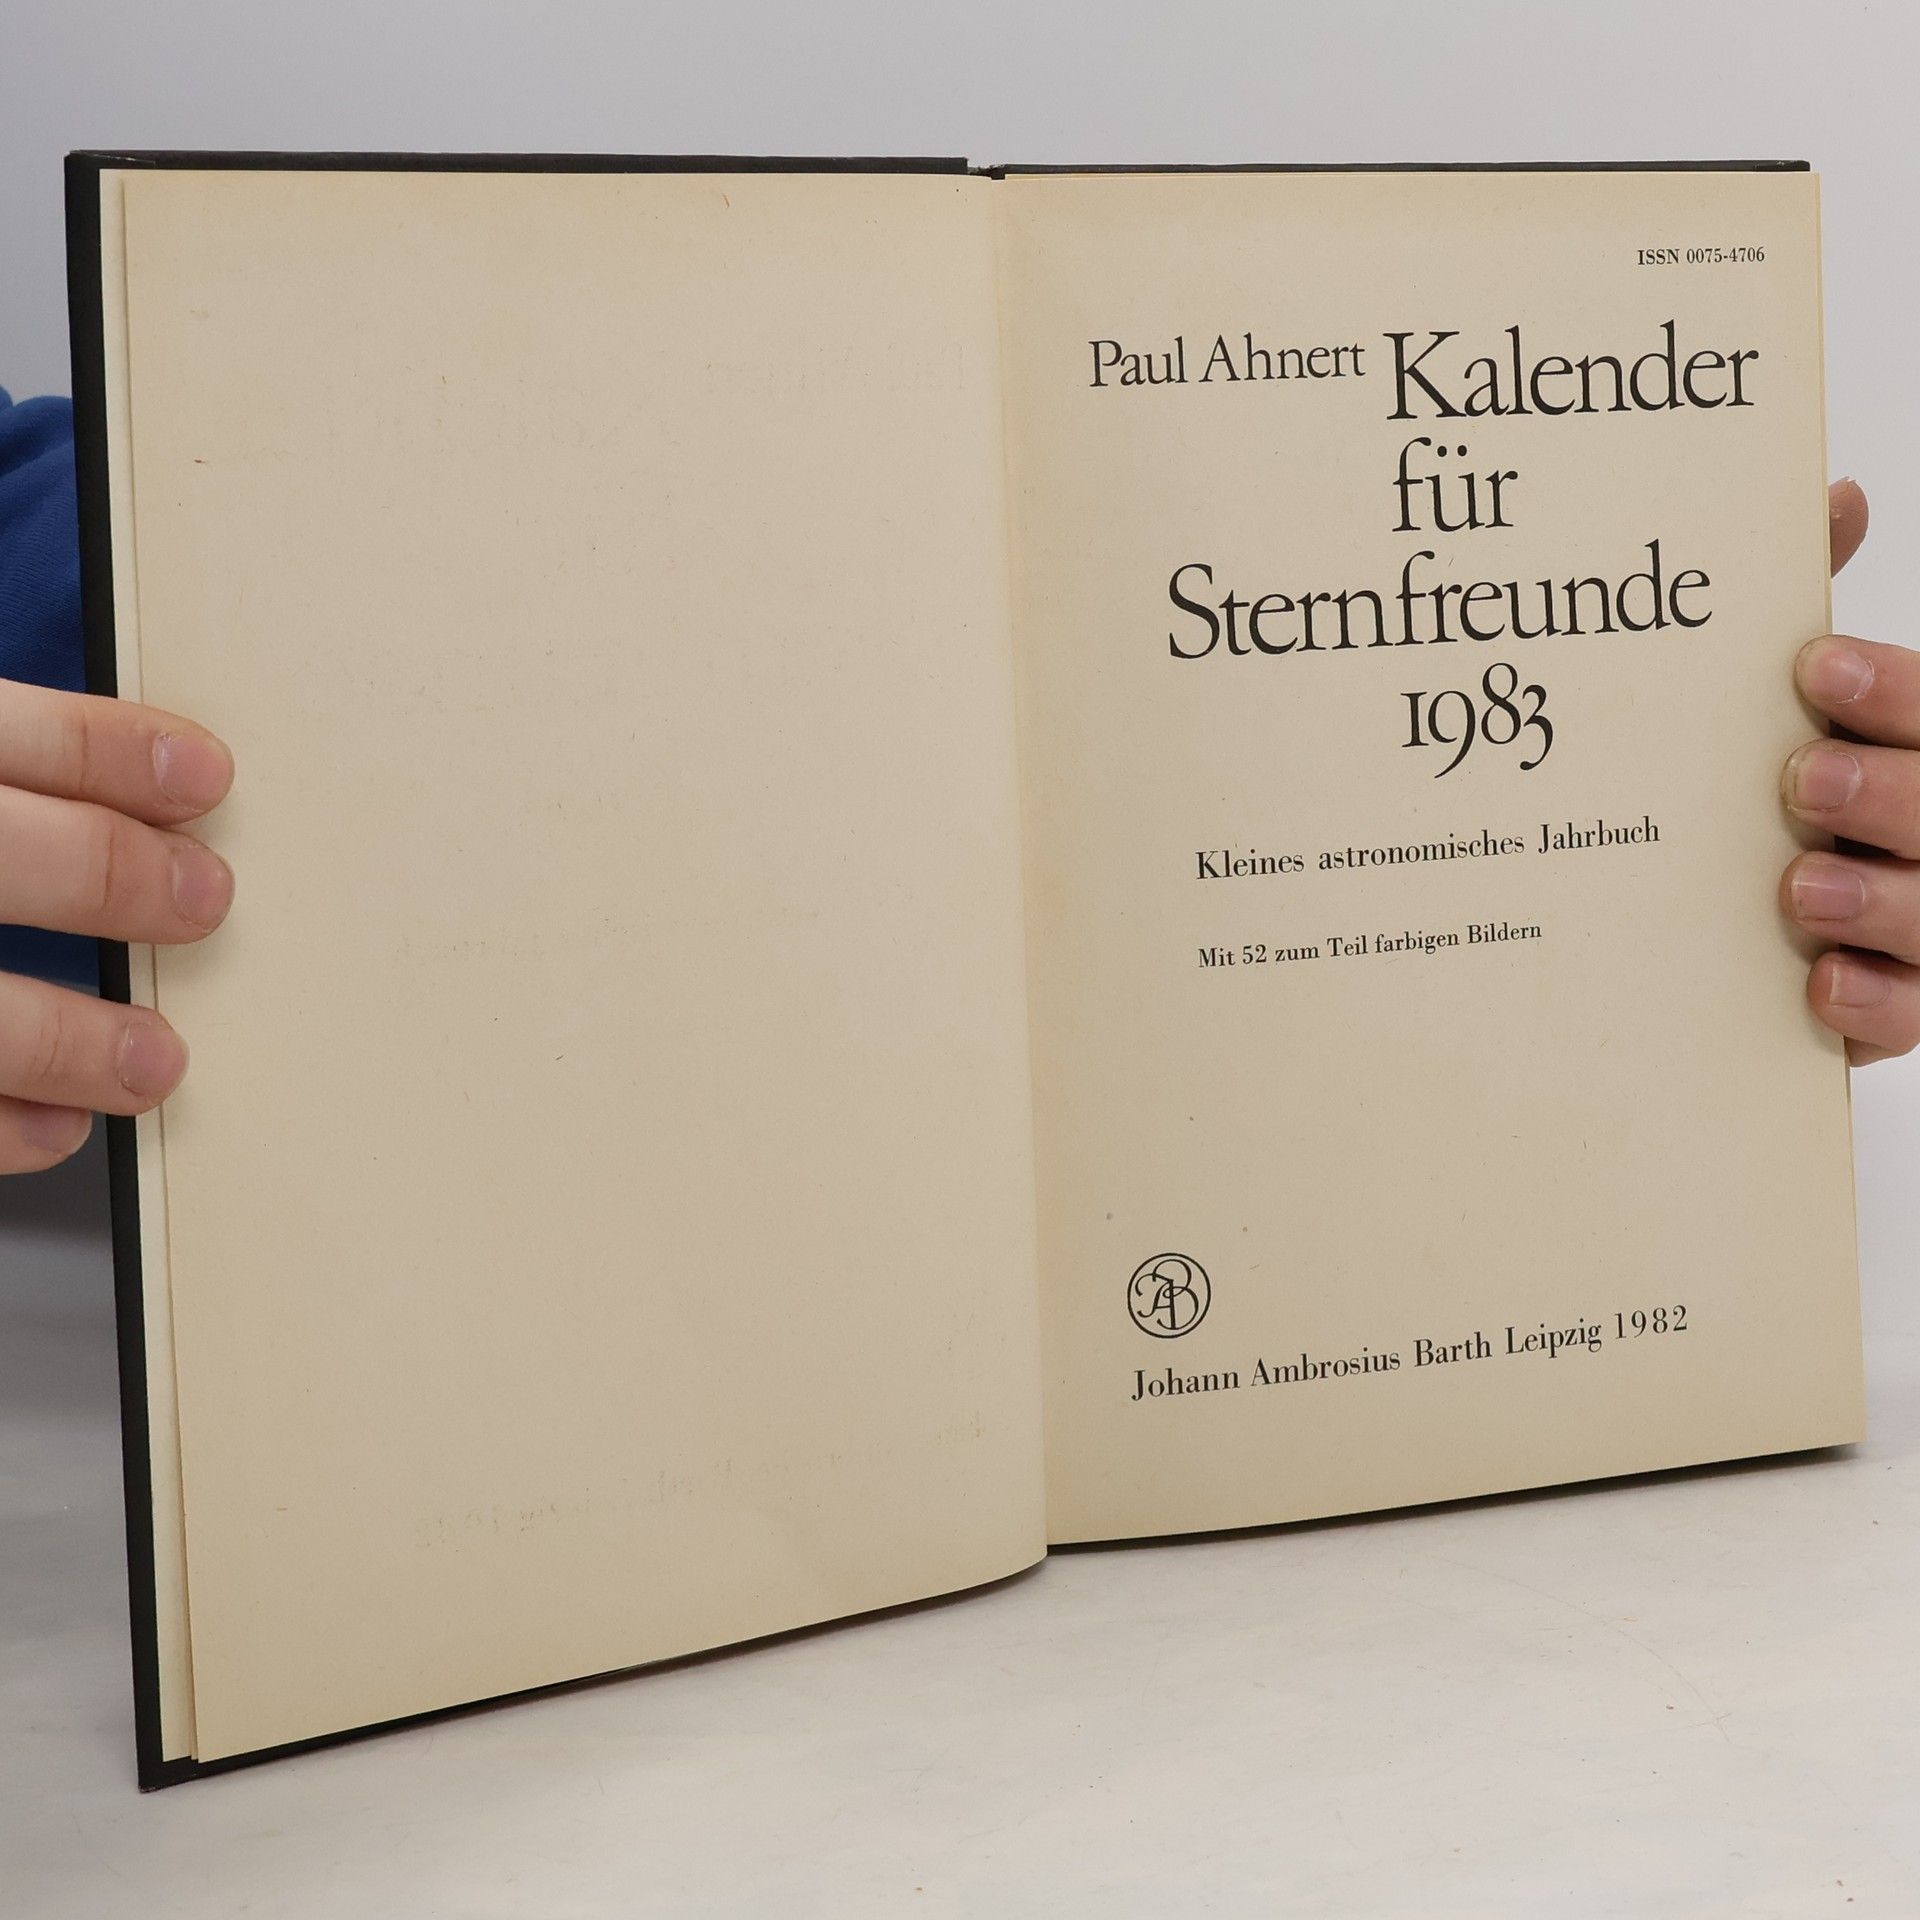 ISSN 0075-4706
Paul Ahnert Kalender
für
Sternfreunde
1983
Kleines astronomisches Jahrbuch
Mit 52 zum Teil farbigen Bildern
JAB
Johann Ambrosius Barth Leipzig 1982